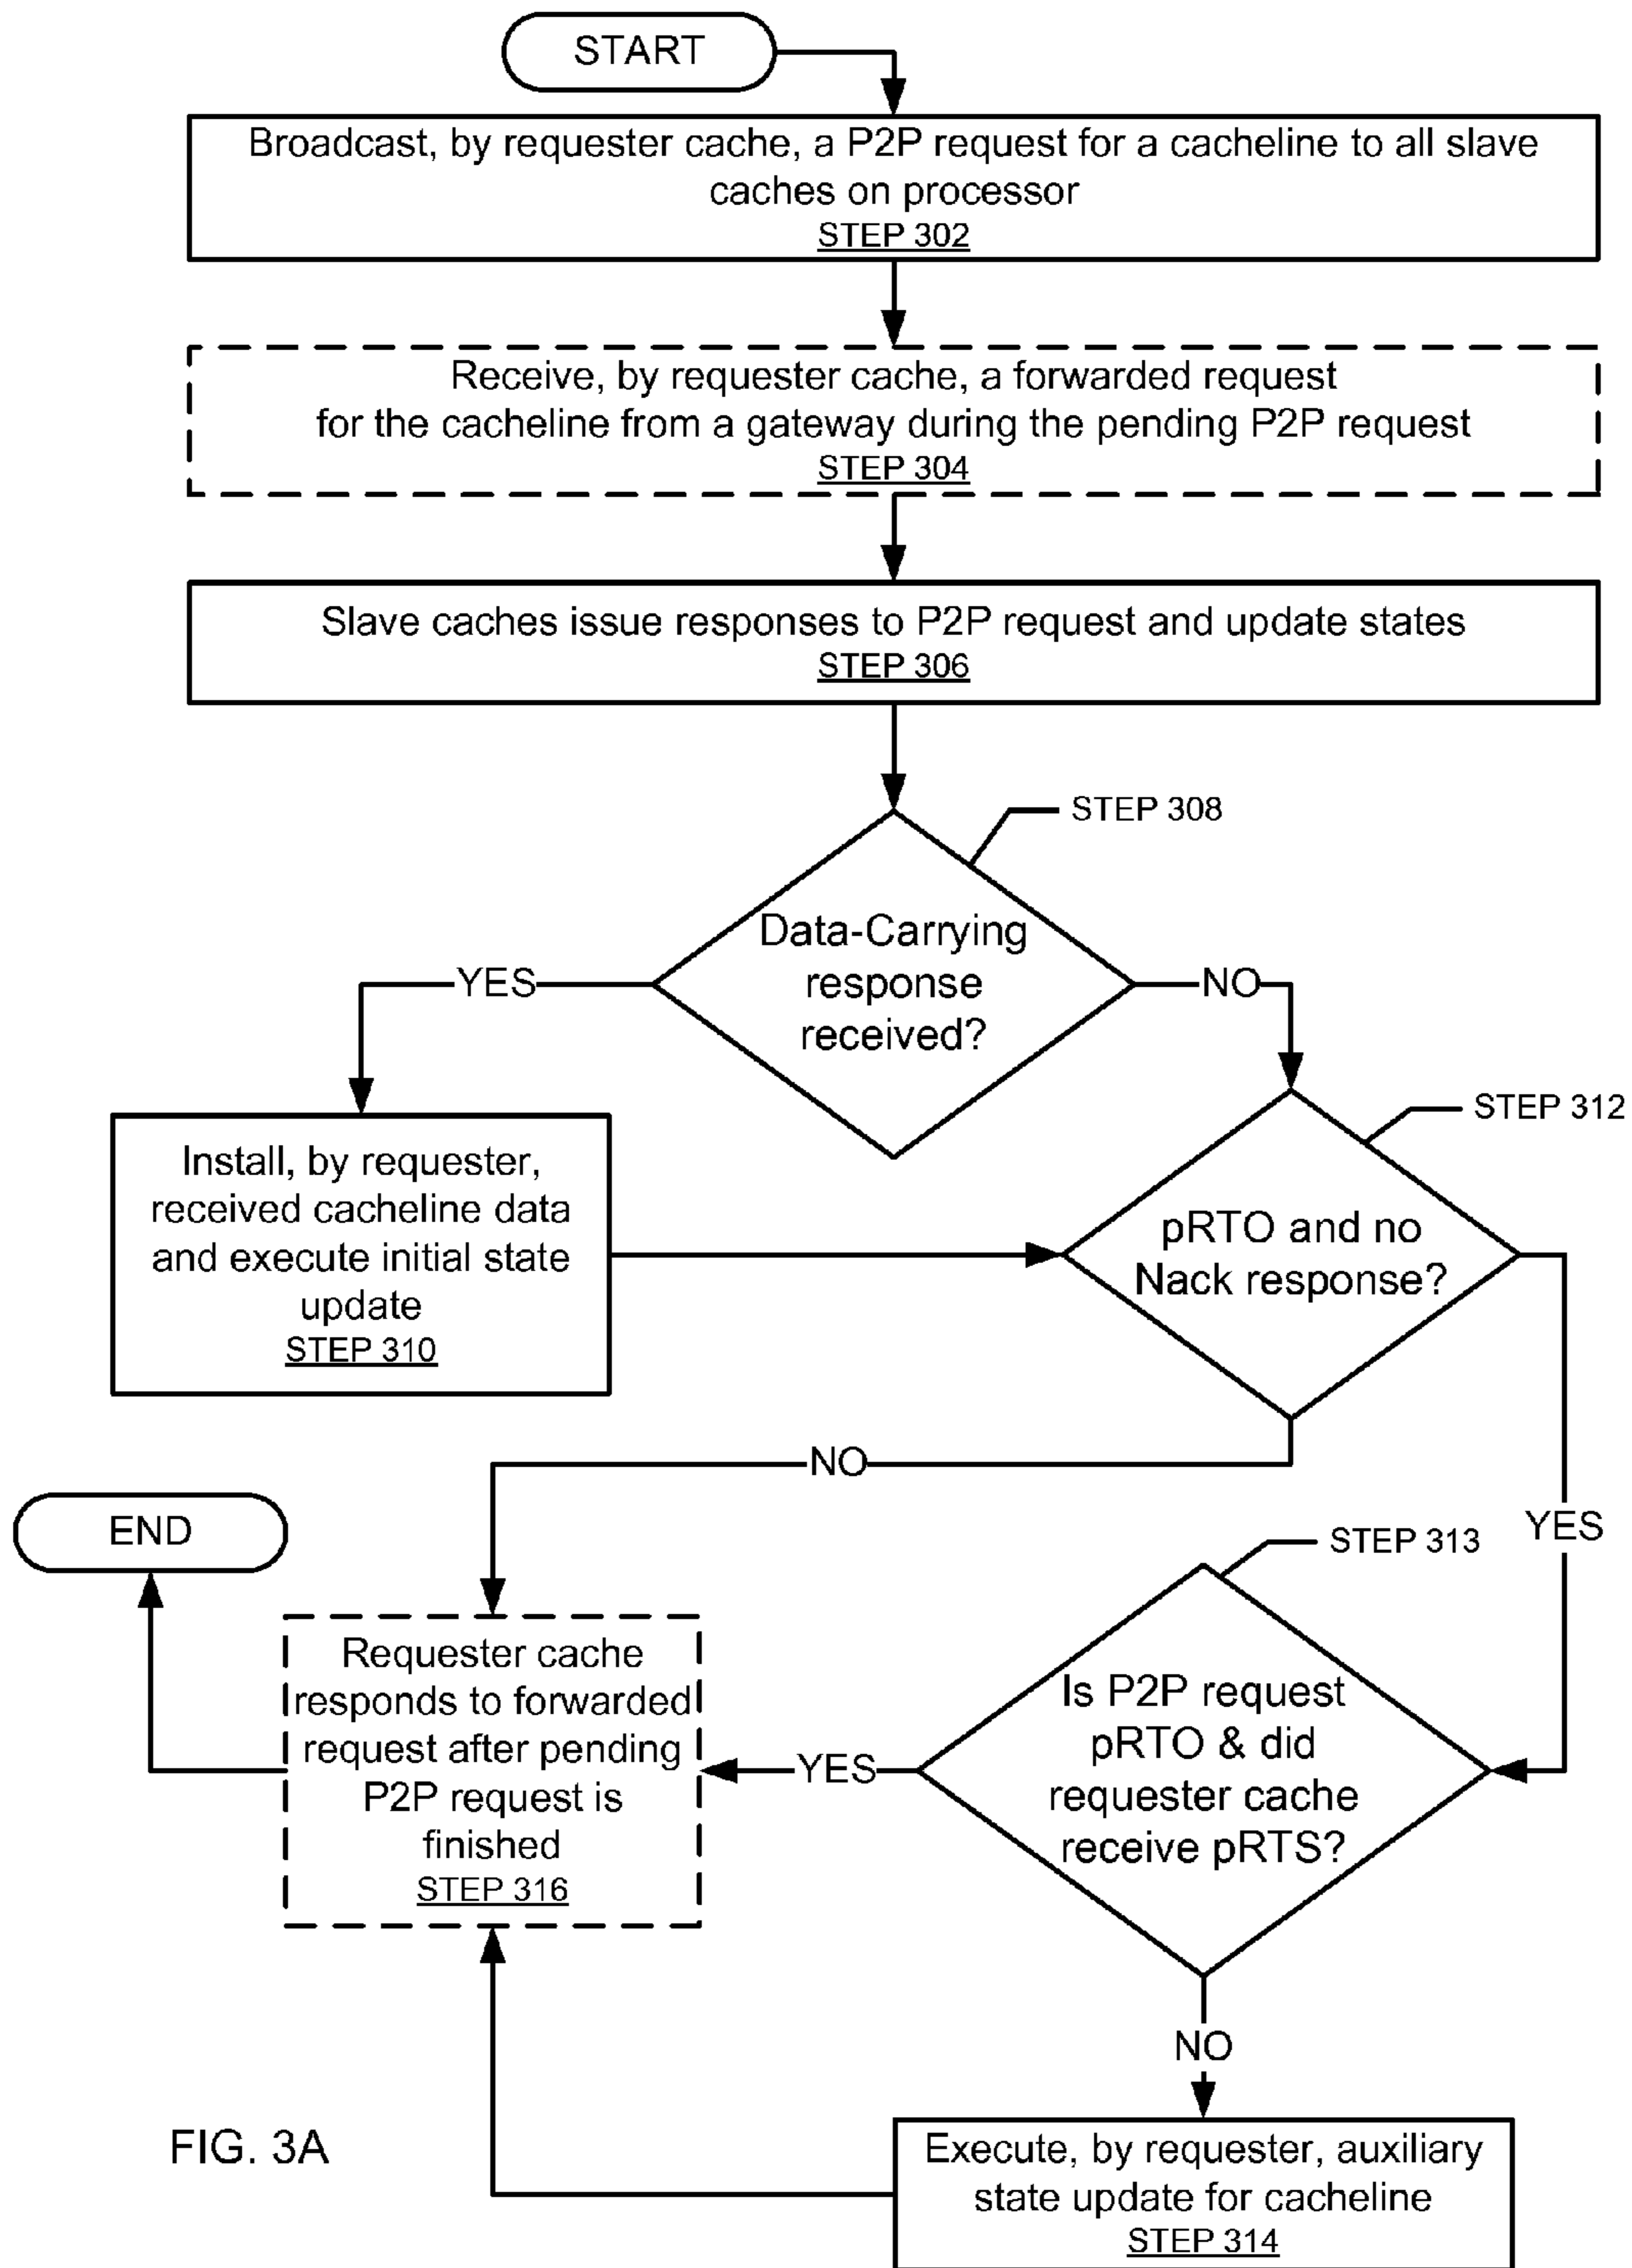 START
Broadcast, by requester cache, a P2P request for a cacheline to all slave
caches on processor
STEP 302
Receive, by requester cache, a forwarded request
for the cacheline from a gateway during the pending P2P request
STEP 304
Slave caches issue responses to P2P request and update states
STEP 306
STEP 308
Data-Carrying
response
received?
YES
NO
STEP 312
Install, by requester,
received cacheline data
and execute initial state
update
STEP 310
pRTO and no
Nack response?
NO
YES
END
STEP 313
Requester cache
responds to forwarded
request after pending
P2P request is
finished
STEP 316
YES
Is P2P request
pRTO & did
requester cache
receive pRTS?
NO
Execute, by requester, auxiliary
state update for cacheline
STEP 314
FIG. 3A